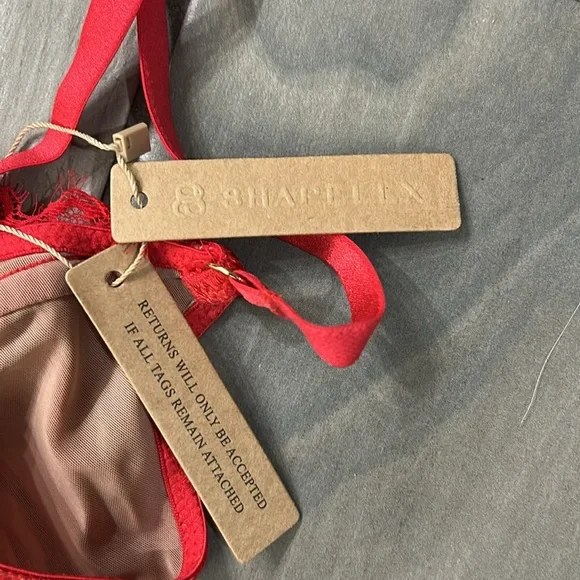 SHAPELLX
RETURNS WILL ONLY BE ACCEPTED
IF ALL TAGS REMAIN ATTACHED